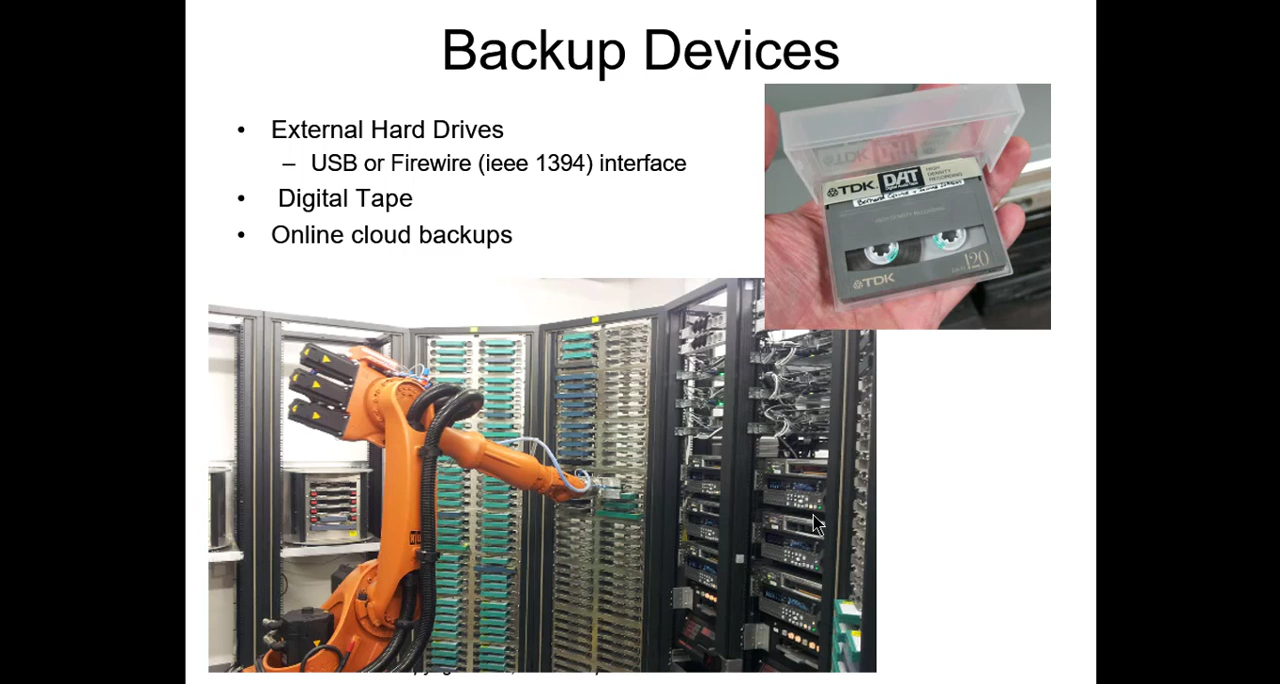 Backup Devices
• External Hard Drives
– USB or Firewire (ieee 1394) interface
• Digital Tape
• Online cloud backups
TDK DAT
TDK
120